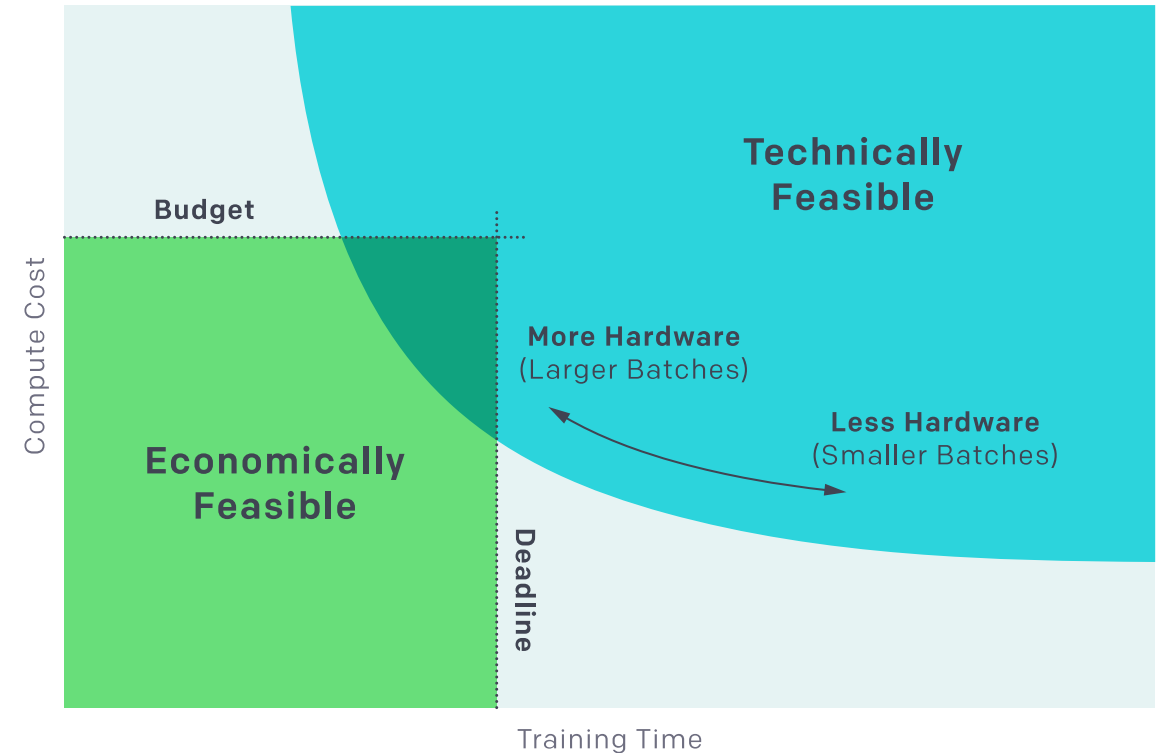 Technically
Feasible
Budget
Compute Cost
More Hardware
(Larger Batches)
Less Hardware
(Smaller Batches)
Economically
Feasible
Deadline
Training Time